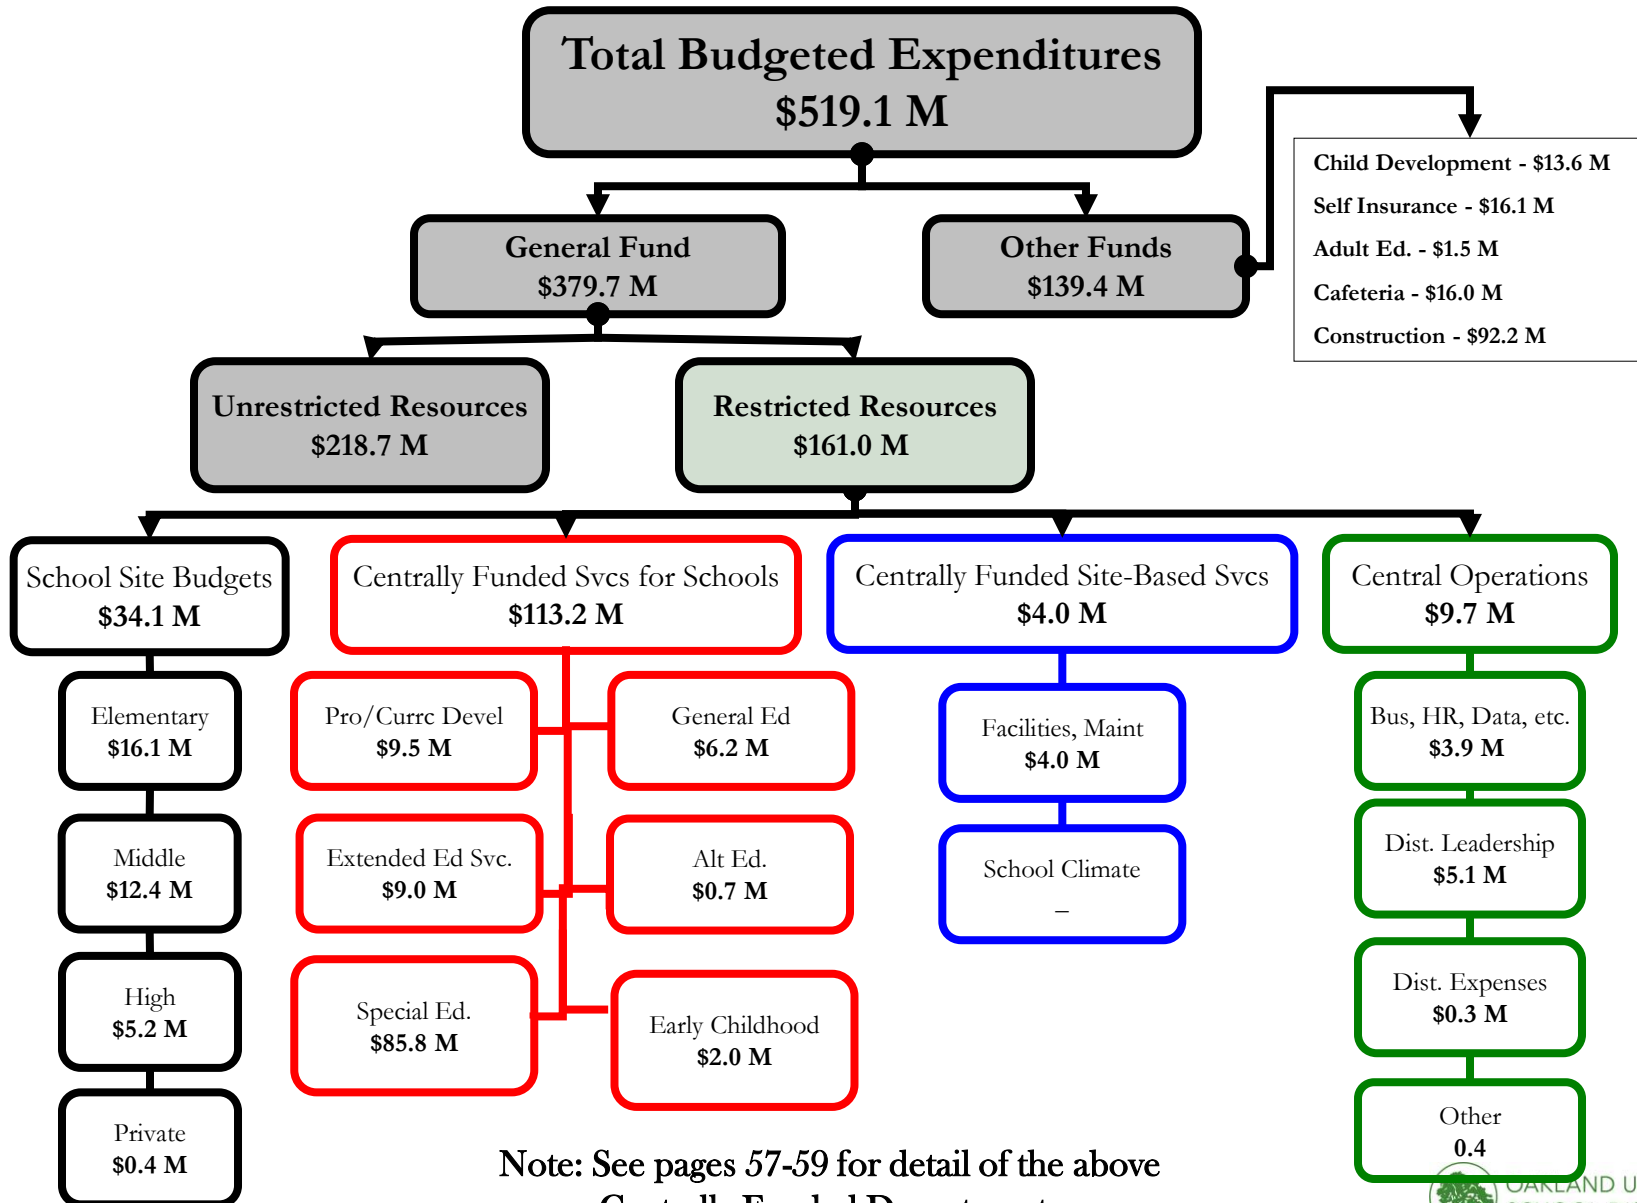 Total Budgeted Expenditures
$519.1 M
Child Development - $13.6 M
Self Insurance - $16.1 M
Adult Ed. - $1.5 M
Cafeteria - $16.0 M
Construction - $92.2 M
General Fund
$379.7 M
Other Funds
$139.4 M
Unrestricted Resources
$218.7 M
Restricted Resources
$161.0 M
School Site Budgets
$34.1 M
Centrally Funded Svcs for Schools
$113.2 M
Centrally Funded Site-Based Svcs
$4.0 M
Central Operations
$9.7 M
Elementary
$16.1 M
Middle
$12.4 M
High
$5.2 M
Private
$0.4 M
Pro/Currc Devel
$9.5 M
General Ed
$6.2 M
Extended Ed Svc.
$9.0 M
Alt Ed.
$0.7 M
Special Ed.
$85.8 M
Early Childhood
$2.0 M
Facilities, Maint
$4.0 M
School Climate
–
Bus, HR, Data, etc.
$3.9 M
Dist. Leadership
$5.1 M
Dist. Expenses
$0.3 M
Other
0.4
Note: See pages 57-59 for detail of the above
Centrally Funded
OAKLAND U